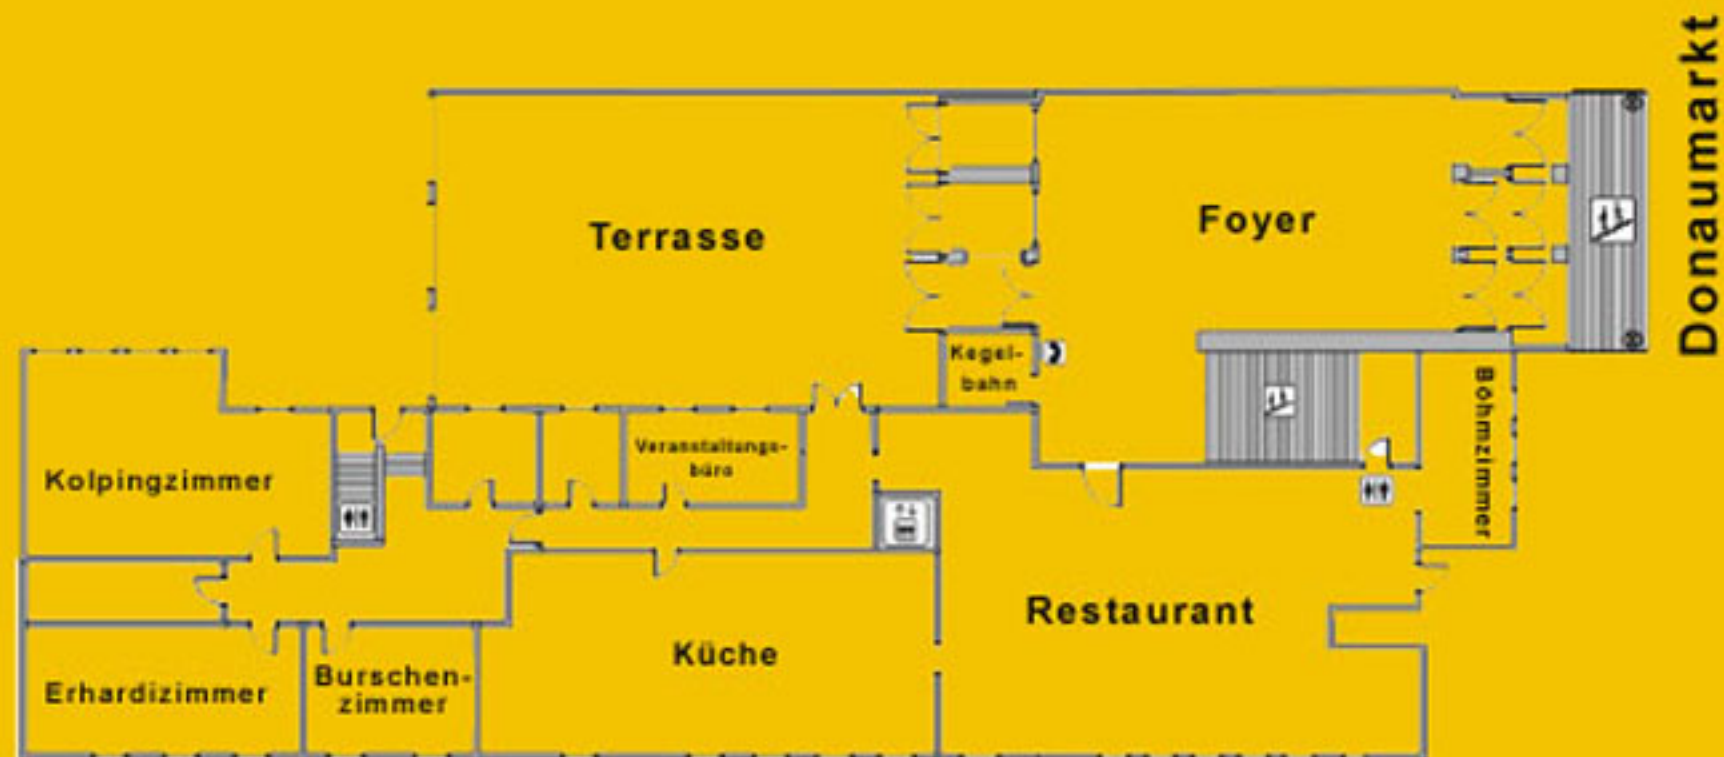 Donaumarkt
Terrasse
Foyer
Kegel-
bahn
Böhmzimmer
Veranstaltungs-
büro
Kolpingzimmer
Restaurant
Küche
Erhardizimmer
Burschen-
zimmer